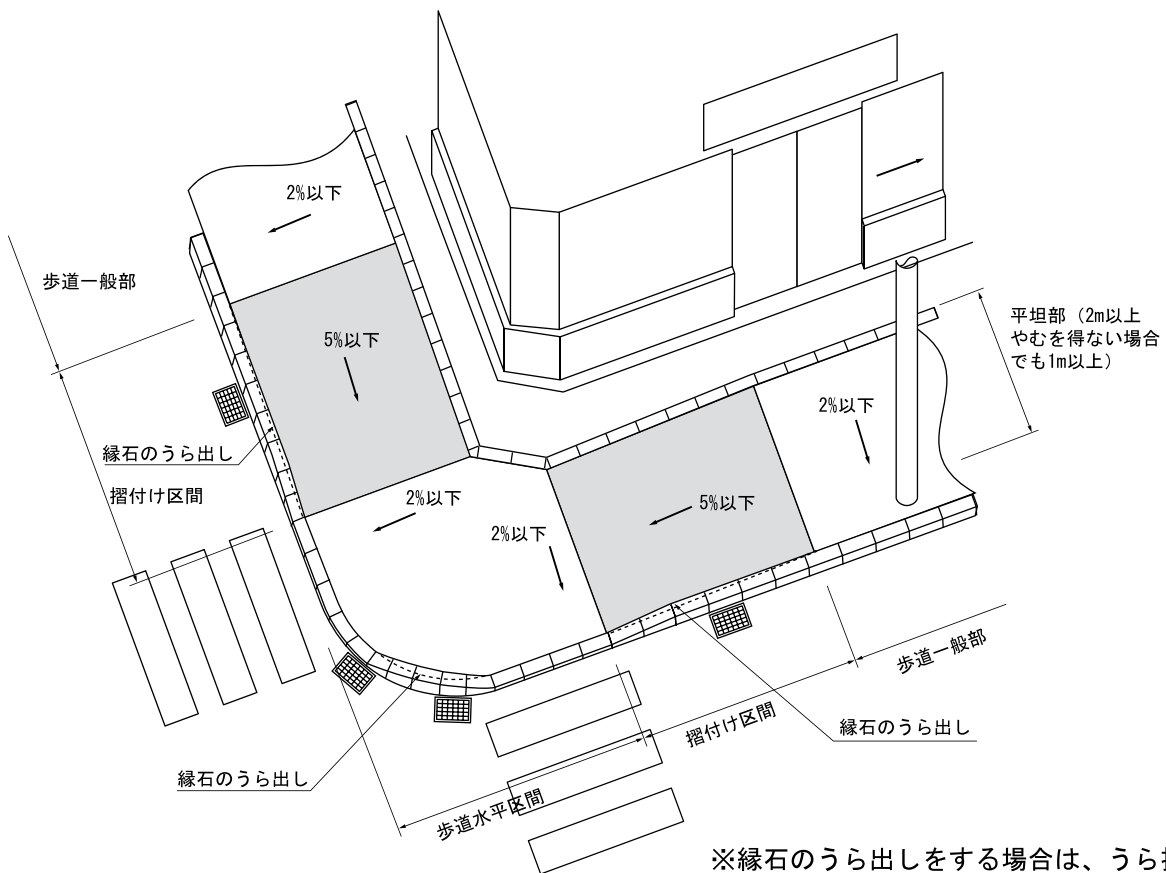 2%以下
歩道一般部
平坦部（2m以上
やむを得ない場合
でも1m以上）
5%以下
2%以下
縁石のうら出し
摺付け区間
2%以下
5%以下
2%以下
歩道一般部
摺付け区間
縁石のうら出し
縁石のうら出し
歩道水平区間
※縁石のうら出しをする場合は、うら